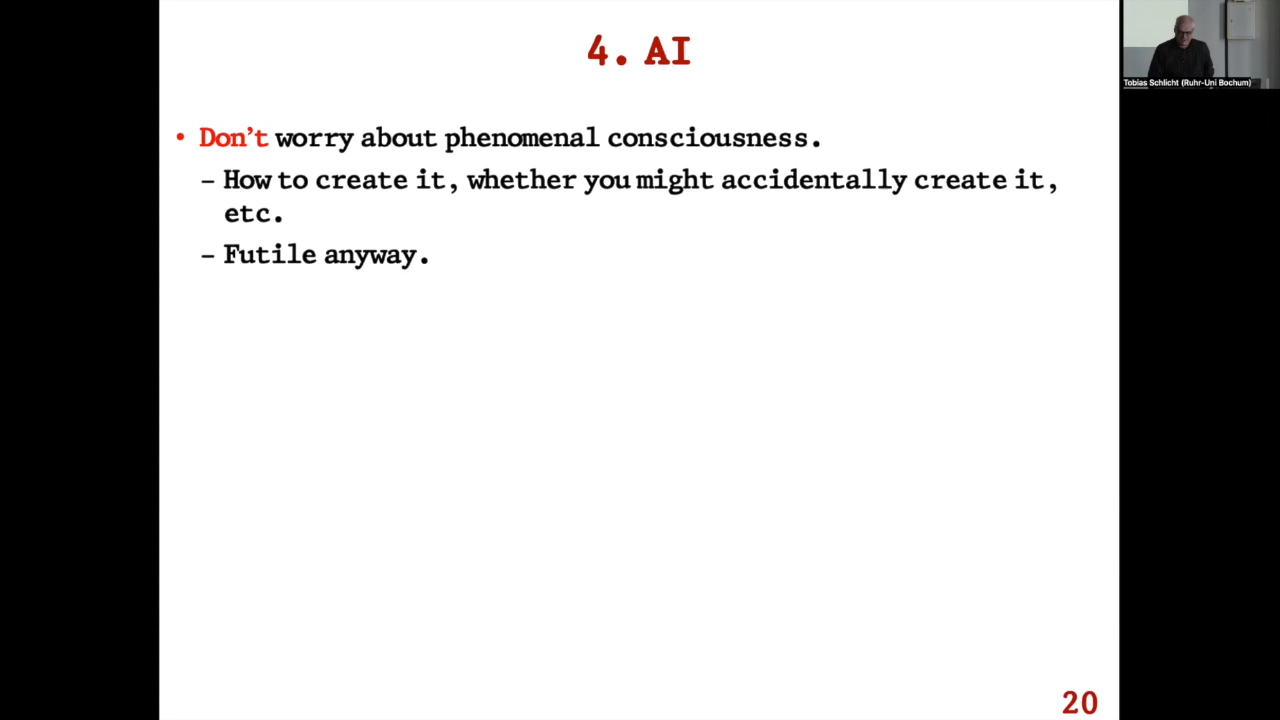 4. AI
Tobias Schlicht (Ruhr-Uni Bochum)
• Don't worry about phenomenal consciousness.
– How to create it, whether you might accidentally create it,
etc.
– Futile anyway.
20